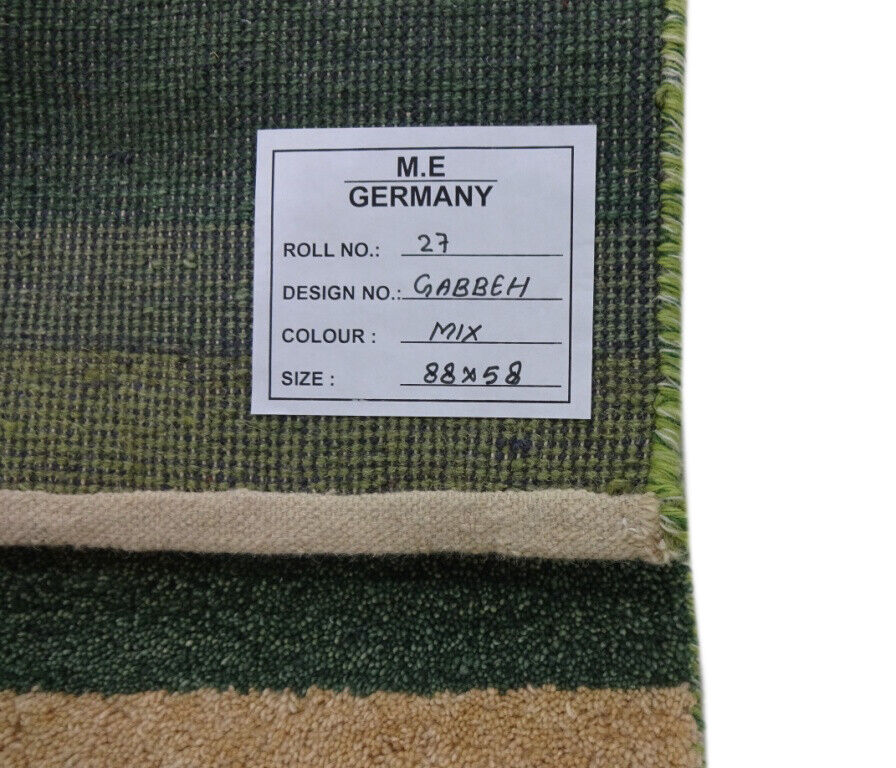 M.E
GERMANY
ROLL NO.: 27
DESIGN NO.: GABBEH
COLOUR : MIX
SIZE : 88x58